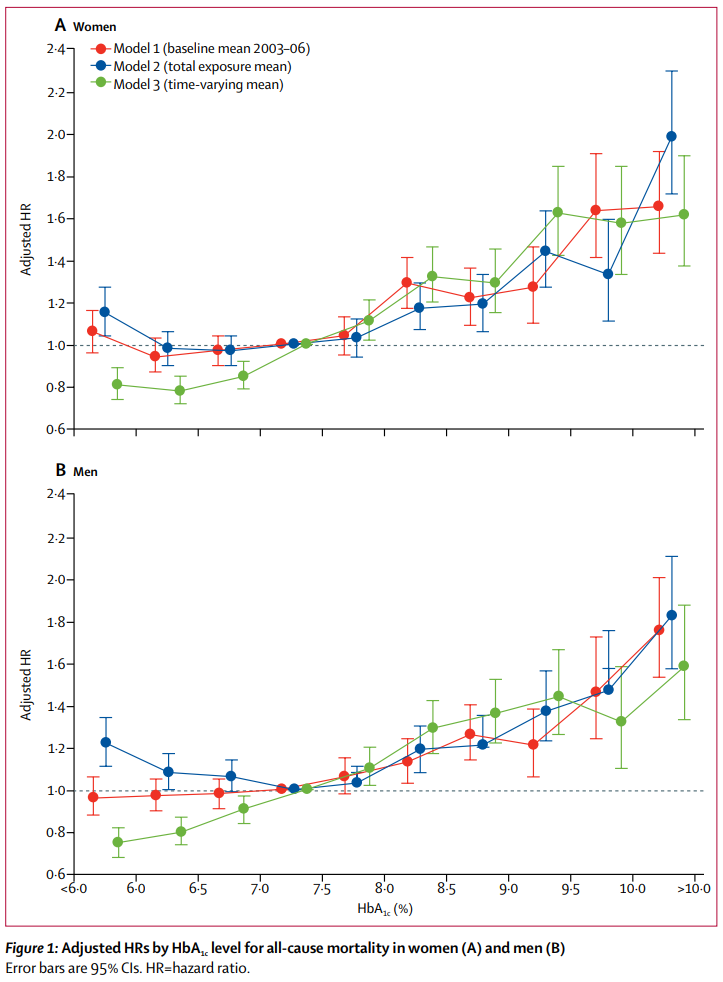 A Women
2·4
2·2
2·0
1·8
1·6
1·4
1·2
1·0
0·8
0·6
Adjusted HR
Model 1 (baseline mean 2003–06)
Model 2 (total exposure mean)
Model 3 (time-varying mean)
B Men
2·4
2·2
2·0
1·8
1·6
1·4
1·2
1·0
0·8
0·6
Adjusted HR
<6·0 6·0 6·5 7·0 7·5 8·0 8·5 9·0 9·5 10·0 >10·0
HbA1c (%)
Figure 1: Adjusted HRs by HbA1c level for all-cause mortality in women (A) and men (B)
Error bars are 95% CIs. HR=hazard ratio.